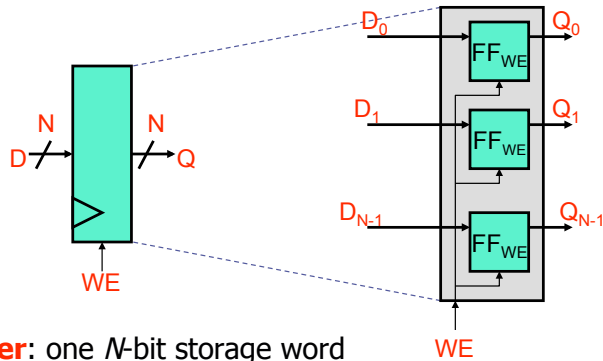 D
N
N
Q
WE
D0
FFWE
Q0
D1
FFWE
Q1
DN-1
FFWE
QN-1
WE
er: one N-bit storage word